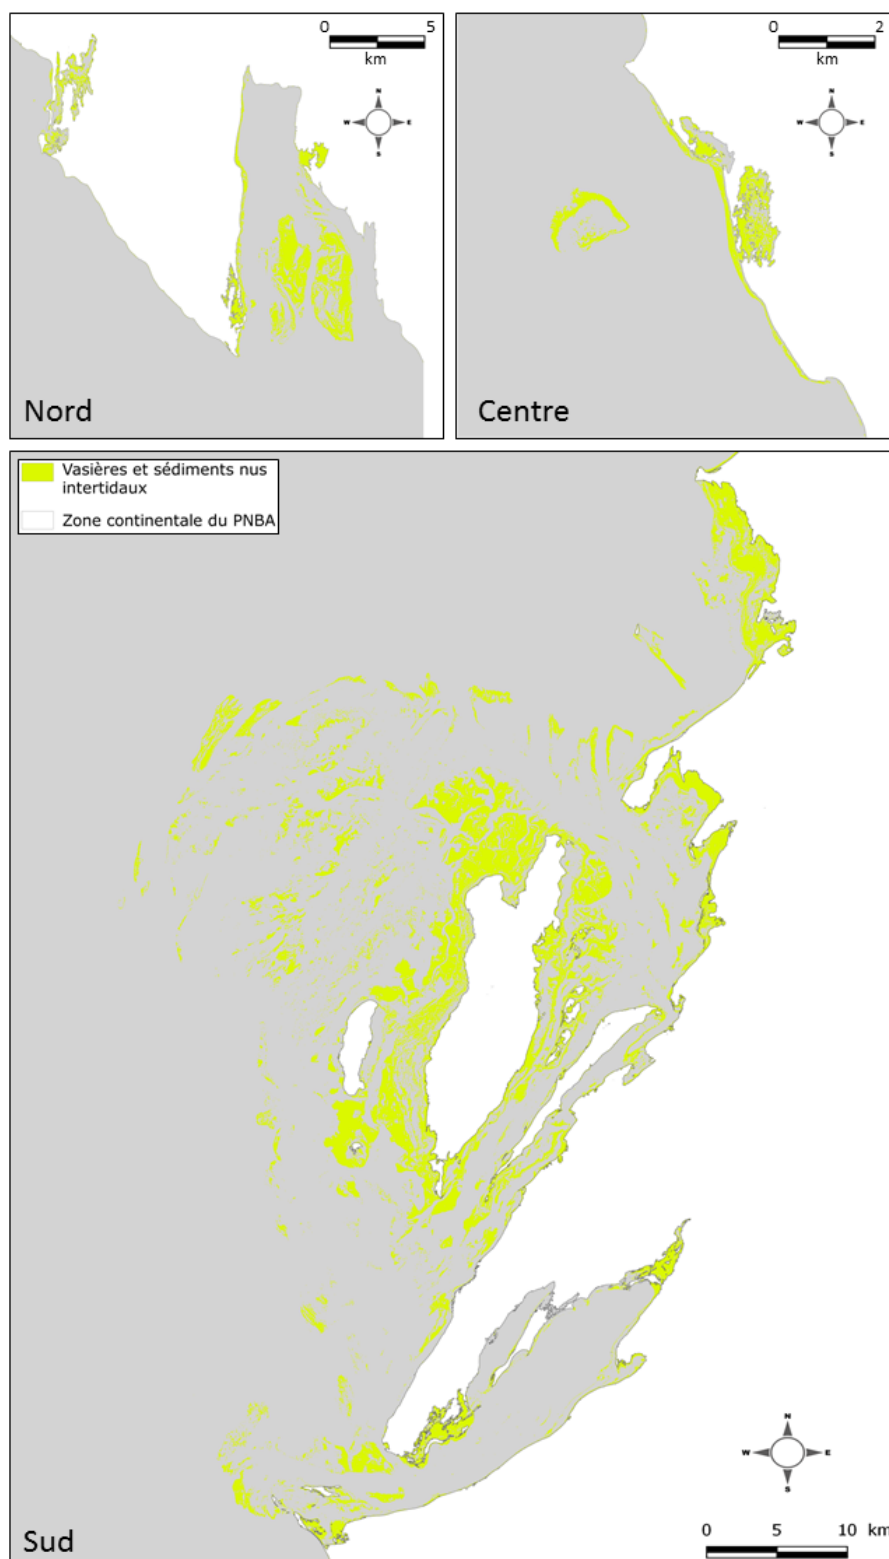 0 5
km
N
W E
S
Nord
0 2
km
N
W E
S
Centre
Vasières et sédiments nus
intertidaux
Zone continentale du PNBA
N
W E
S
Sud
0 5 10 km